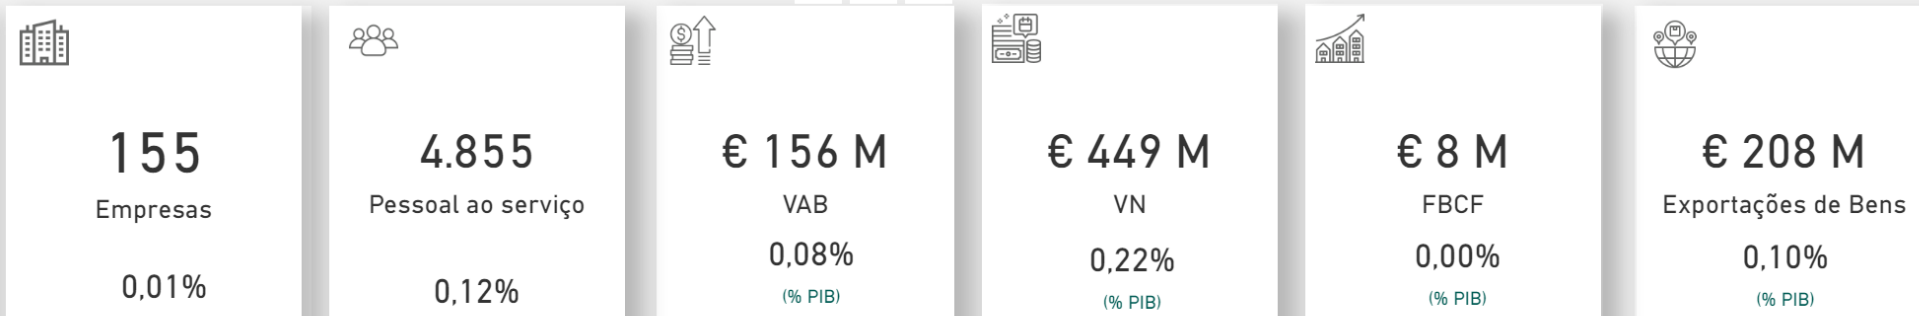 155
Empresas
0,01%
4.855
Pessoal ao serviço
0,12%
€ 156 M
VAB
0,08%
(% PIB)
€ 449 M
VN
0,22%
(% PIB)
€ 8 M
FBCF
0,00%
(% PIB)
€ 208 M
Exportações de Bens
0,10%
(% PIB)